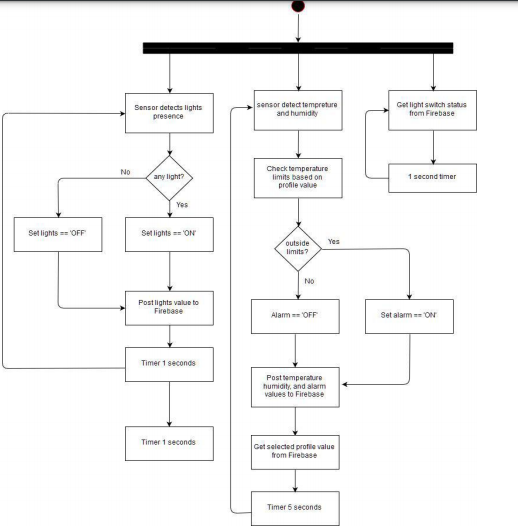 Sensor detects lights
presence
any light?
No
Yes
Set lights == 'OFF'
Set lights == 'ON'
Post lights value to
Firebase
Timer 1 seconds
Timer 1 seconds
sensor detect tempreture
and humidity
Check temperature
limits based on
profile value
outside
limits?
Yes
No
Alarm == 'OFF'
Set alarm == 'ON'
Post temperature
humidity, and alarm
values to Firebase
Get selected profile value
from Firebase
Timer 5 seconds
Get light switch status
from Firebase
1 second timer